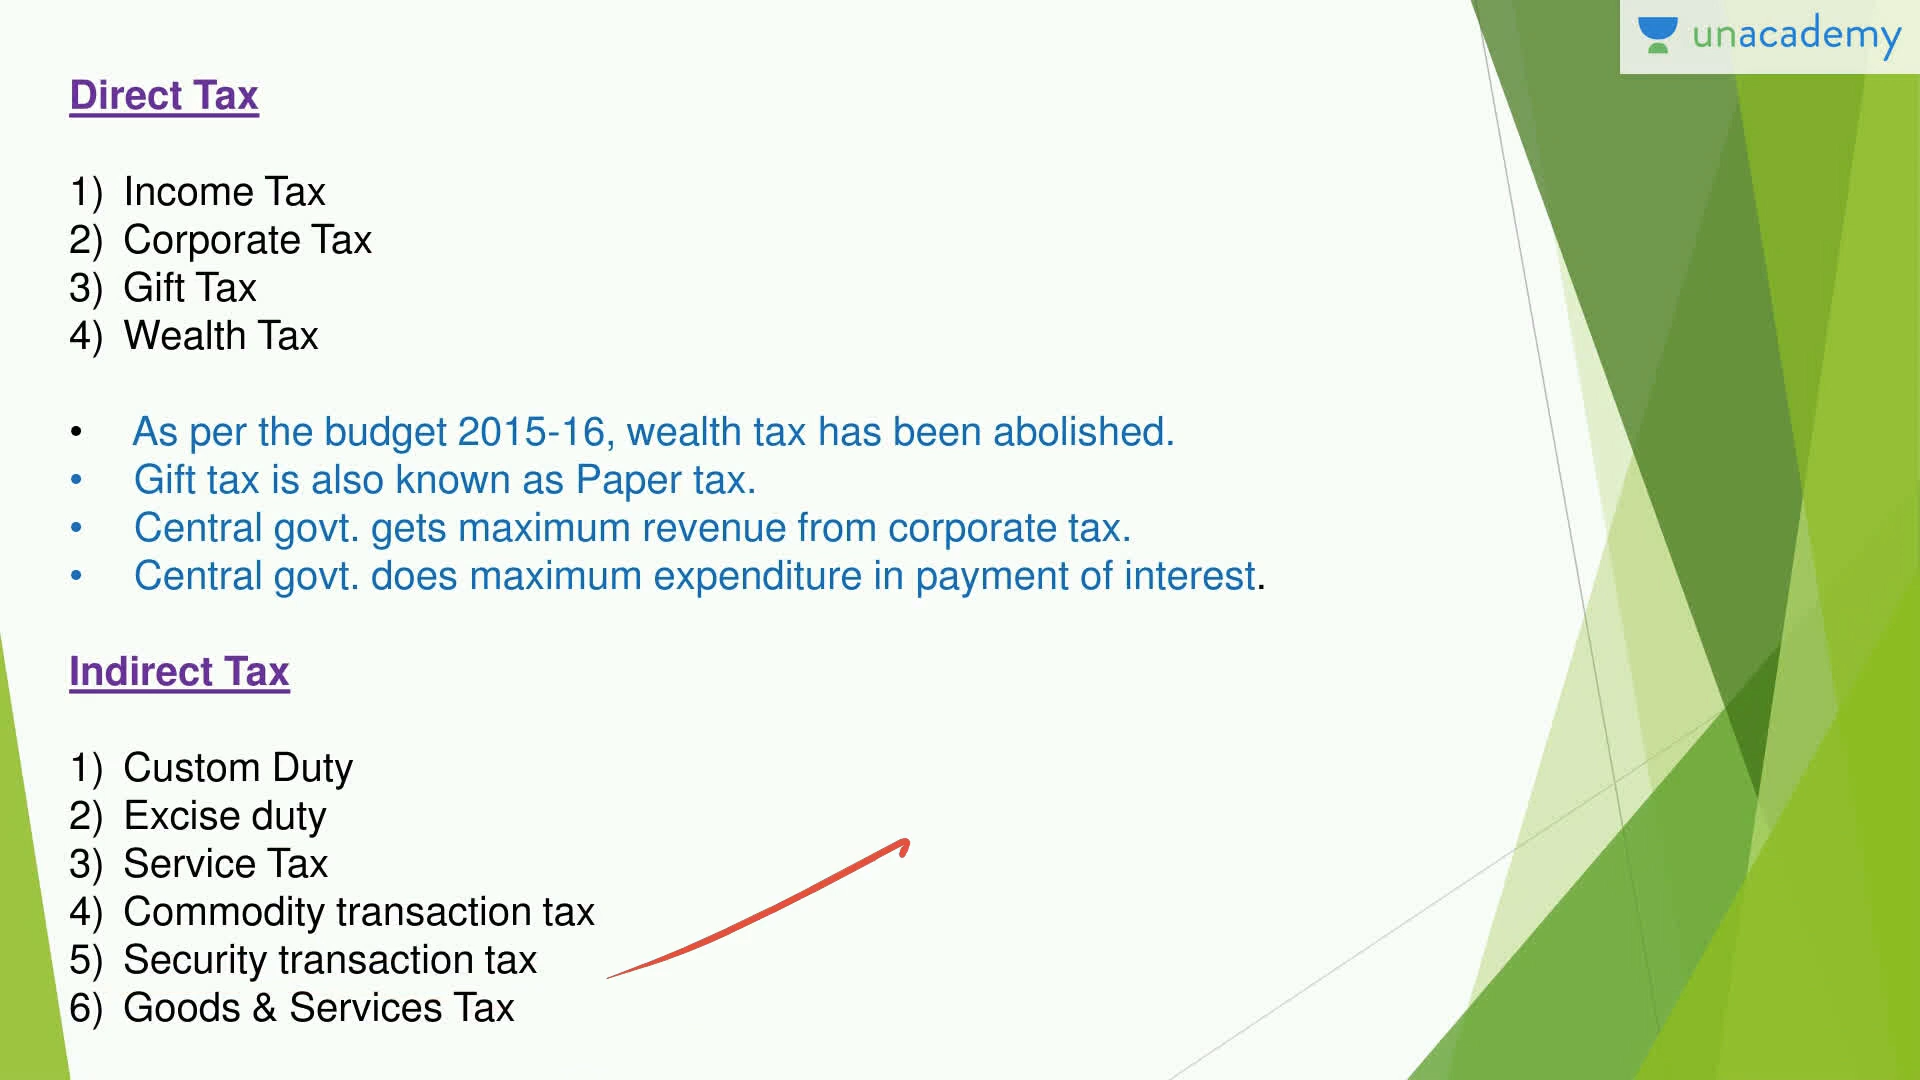 unacademy
Direct Tax
1) Income Tax
2) Corporate Tax
3) Gift Tax
4) Wealth Tax
• As per the budget 2015-16, wealth tax has been abolished.
• Gift tax is also known as Paper tax.
• Central govt. gets maximum revenue from corporate tax.
• Central govt. does maximum expenditure in payment of interest.
Indirect Tax
1) Custom Duty
2) Excise duty
3) Service Tax
4) Commodity transaction tax
5) Security transaction tax
6) Goods & Services Tax